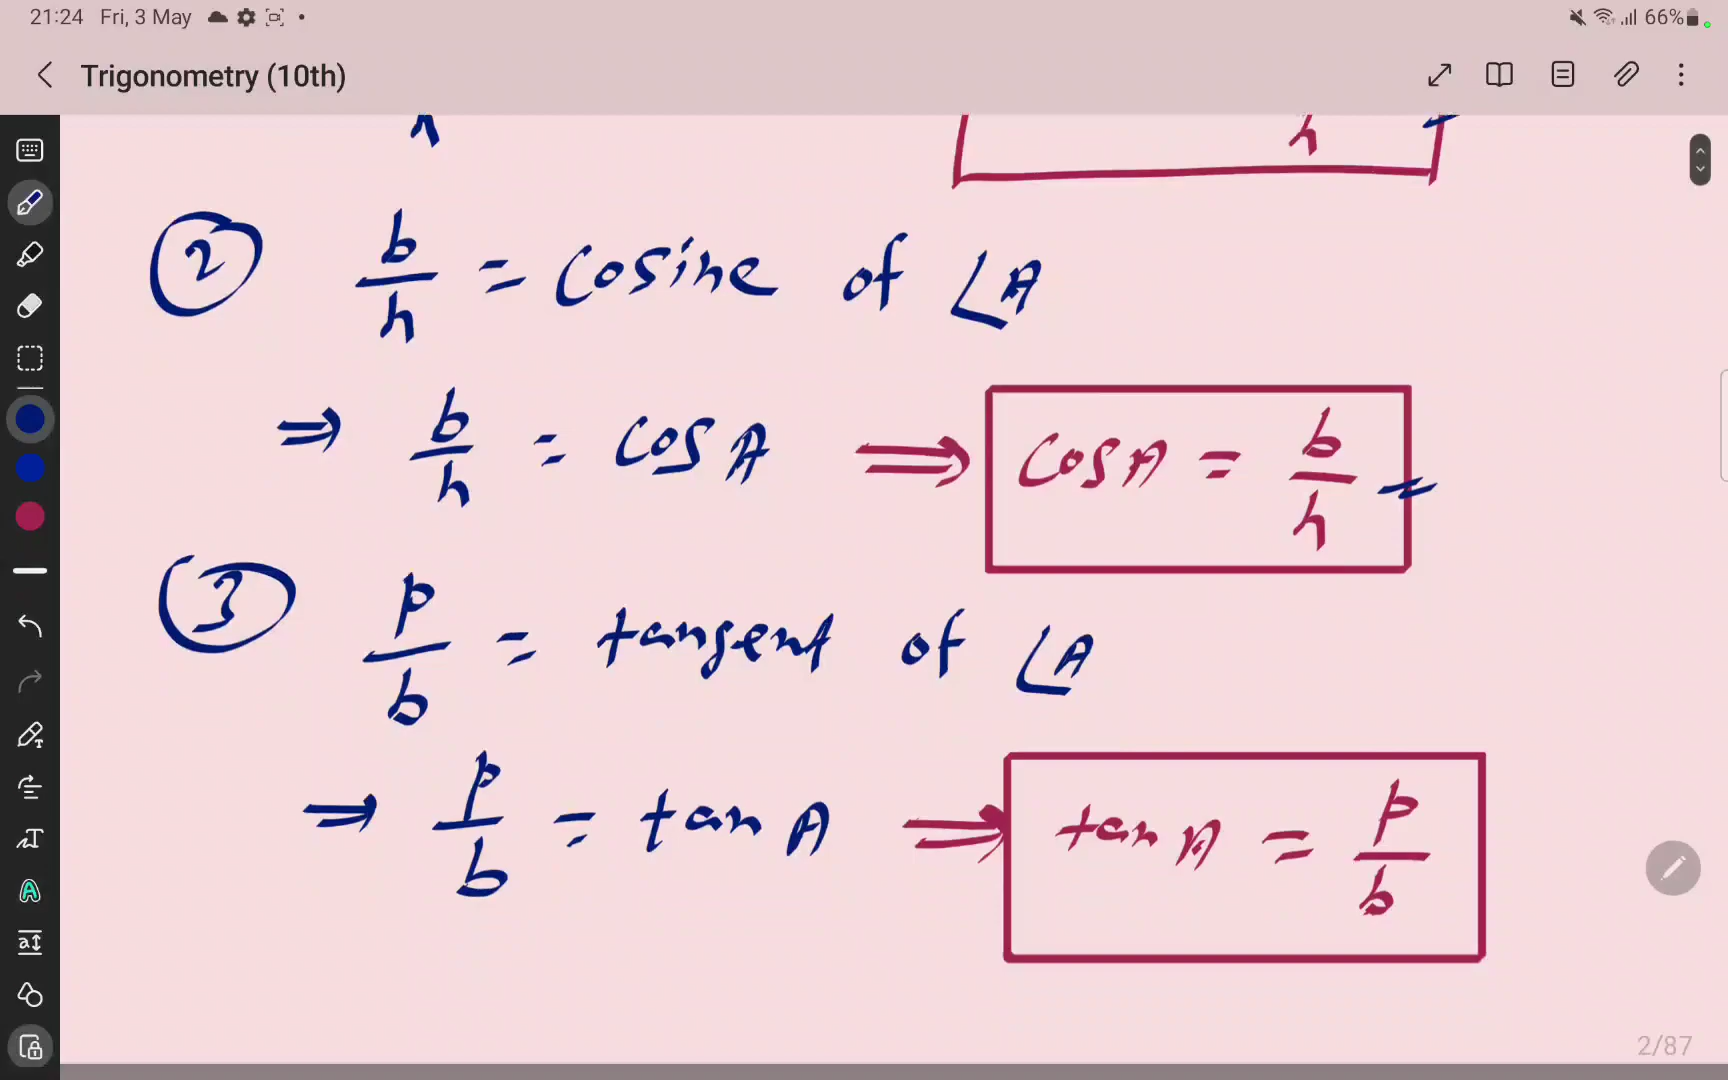 21:24 Fri, 3 May 66%
Trigonometry (10th)
h
② b/h = Cosine of ∠A
⇒ b/h = cos A ⇒ cos A = b/h
③ p/b = tangent of ∠A
⇒ p/b = tan A ⇒ tan A = p/b
2/87